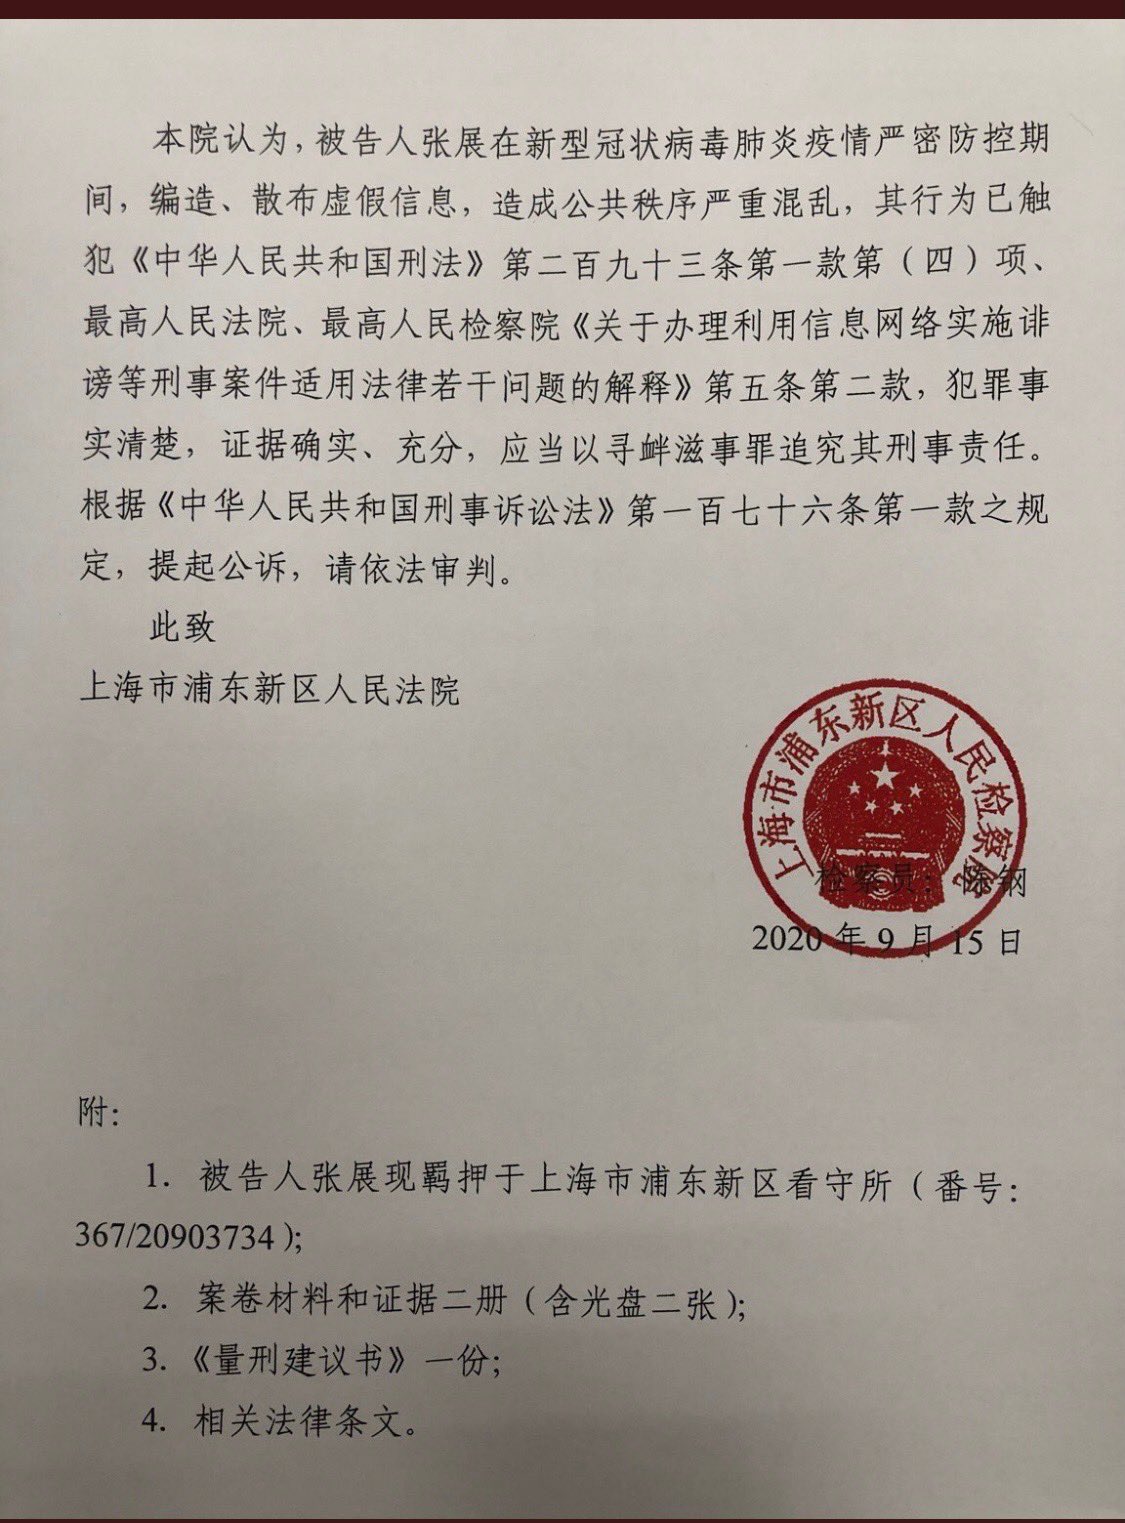 本院认为，被告人张展在新型冠状病毒肺炎疫情严密防控期
间，编造、散布虚假信息，造成公共秩序严重混乱，其行为已触
犯《中华人民共和国刑法》第二百九十三条第一款第（四）项、
最高人民法院、最高人民检察院《关于办理利用信息网络实施诽
谤等刑事案件适用法律若干问题的解释》第五条第二款，犯罪事
实清楚，证据确实、充分，应当以寻衅滋事罪追究其刑事责任。
根据《中华人民共和国刑事诉讼法》第一百七十六条第一款之规
定，提起公诉，请依法审判。
此致
上海市浦东新区人民法院
上海市浦东新区人民检察院
检察员：陈钢
2020年9月15日
附：
1. 被告人张展现羁押于上海市浦东新区看守所（番号：
367/20903734）；
2. 案卷材料和证据二册（含光盘二张）；
3.《量刑建议书》一份；
4. 相关法律条文。